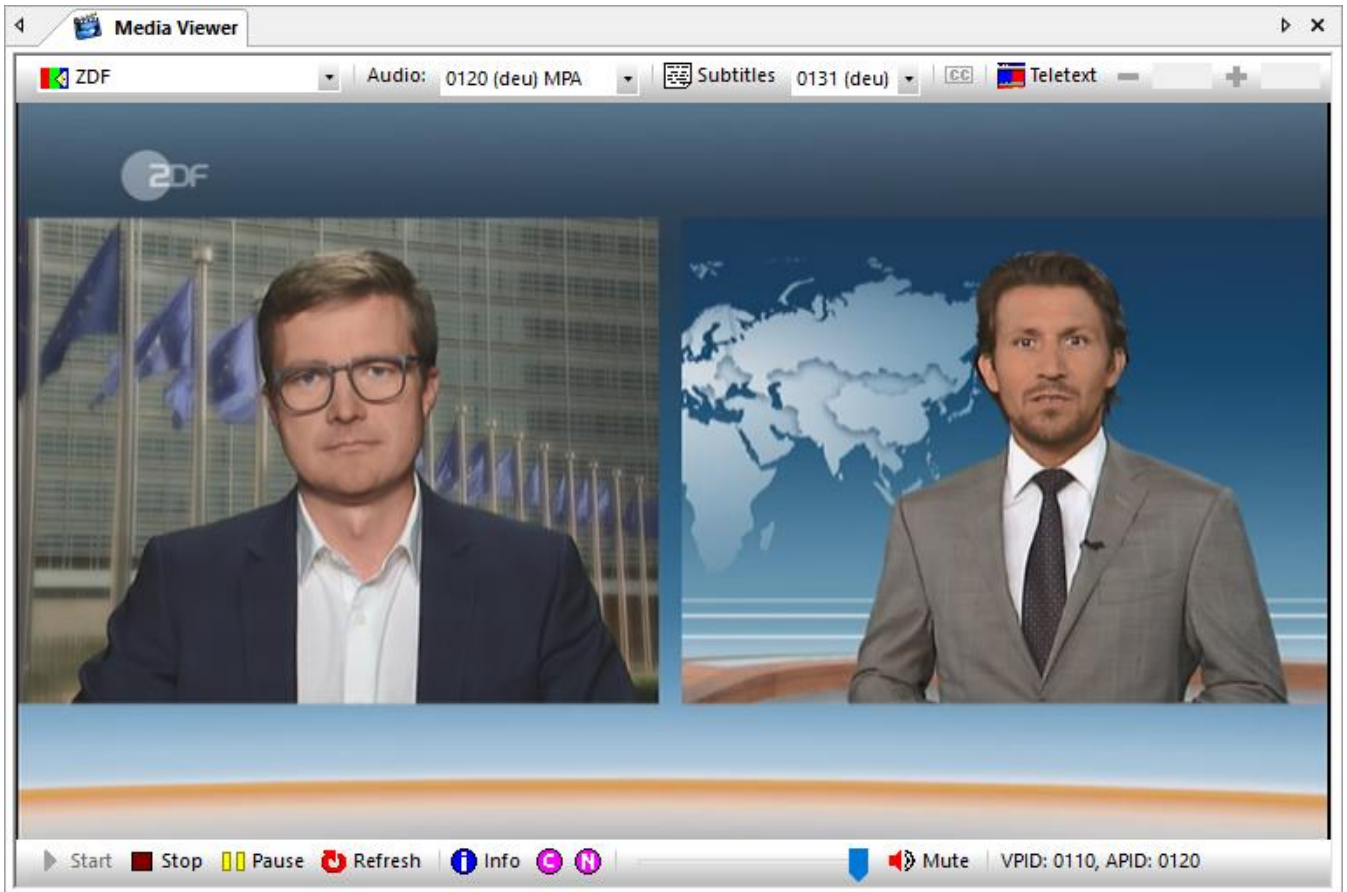 Media Viewer
ZDF Audio: 0120 (deu) MPA Subtitles 0131 (deu) CC Teletext
2DF
Start Stop Pause Refresh i Info C N Mute VPID: 0110, APID: 0120